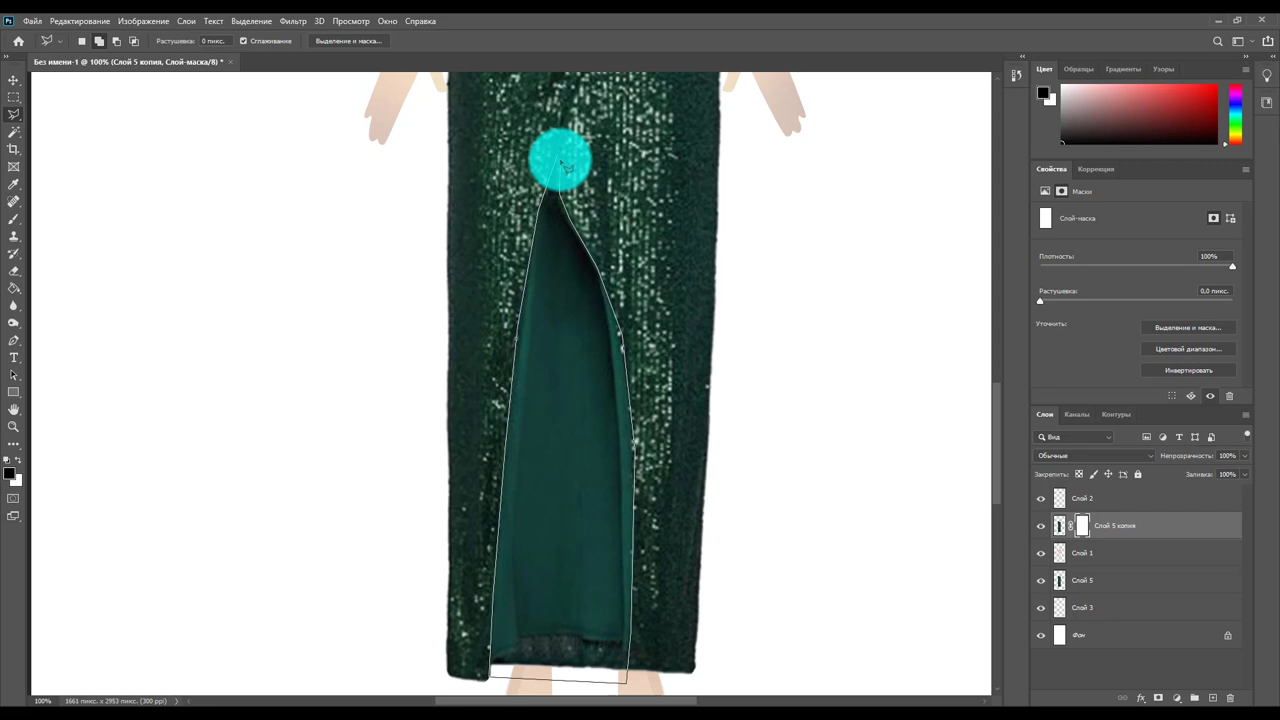 Ps Файл Редактирование Изображение Слои Текст Выделение Фильтр 3D Просмотр Окно Справка
Растушевка: 0 пикс. Сглаживание Выделение и маска...
Без имени-1 @ 100% (Слой 5 копия, Слой-маска/8) *
Цвет Образцы Градиенты Узоры
Свойства Коррекция
Маски
Слой-маска
Плотность: 100%
Растушевка: 0,0 пикс.
Уточнить: Выделение и маска...
Цветовой диапазон...
Инвертировать
Слои Каналы Контуры
Вид
Обычные Непрозрачность: 100%
Закрепить: Заливка: 100%
Слой 2
Слой 5 копия
Слой 1
Слой 5
Слой 3
Фон
100% 1661 пикс. x 2953 пикс. (300 ppi)